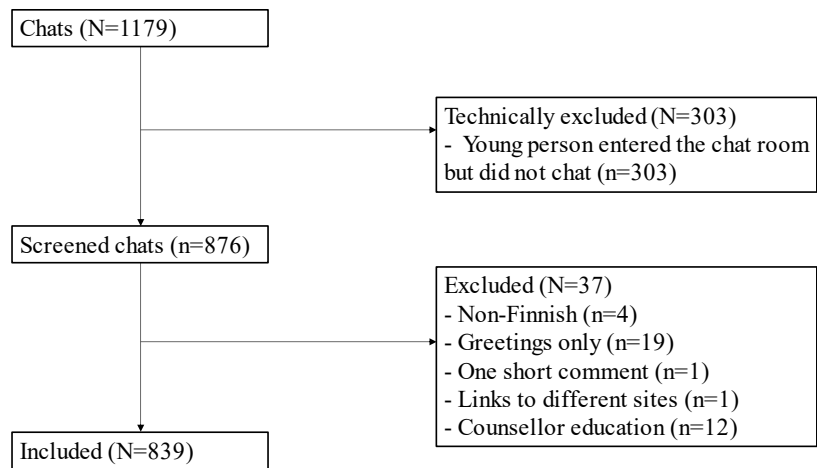 Chats (N=1179)
Technically excluded (N=303)
- Young person entered the chat room
but did not chat (n=303)
Screened chats (n=876)
Excluded (N=37)
- Non-Finnish (n=4)
- Greetings only (n=19)
- One short comment (n=1)
- Links to different sites (n=1)
- Counsellor education (n=12)
Included (N=839)